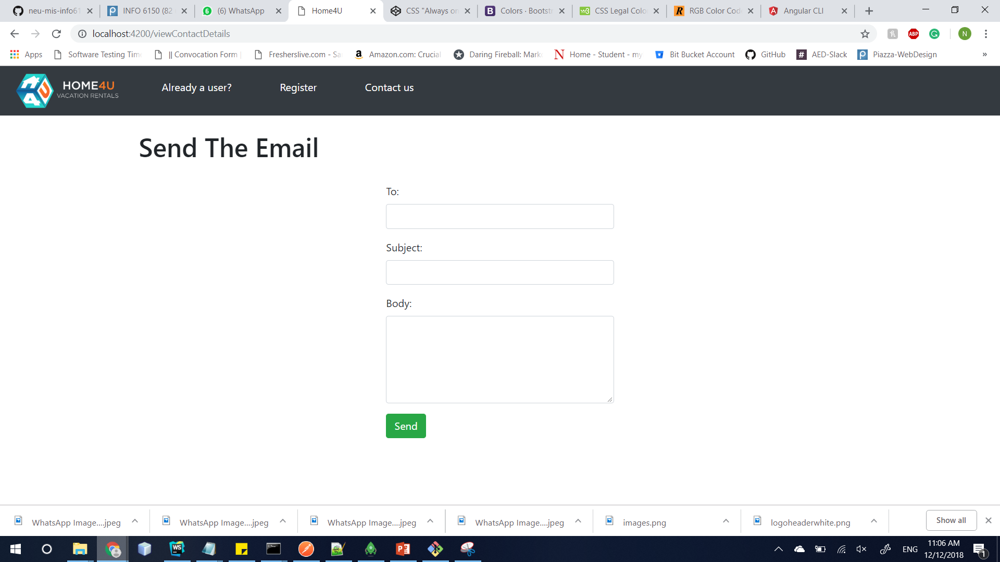 neu-mis-info61
INFO 6150 (82
(6) WhatsApp
Home4U
CSS "Always on
Colors · Bootst
CSS Legal Colo
RGB Color Cod
Angular CLI
localhost:4200/viewContactDetails
ABP
N
Apps
Software Testing Tim
|| Convocation Form |
Fresherslive.com - Sa
Amazon.com: Crucial
Daring Fireball: Mark
Home - Student - my
Bit Bucket Account
GitHub
AED-Slack
Piazza-WebDesign
»
HOME4U
VACATION RENTALS
Already a user?
Register
Contact us
Send The Email
To:
Subject:
Body:
Send
WhatsApp Image....jpeg
WhatsApp Image....jpeg
WhatsApp Image....jpeg
WhatsApp Image....jpeg
images.png
logoheaderwhite.png
Show all
WS
ENG
11:06 AM
12/12/2018
1